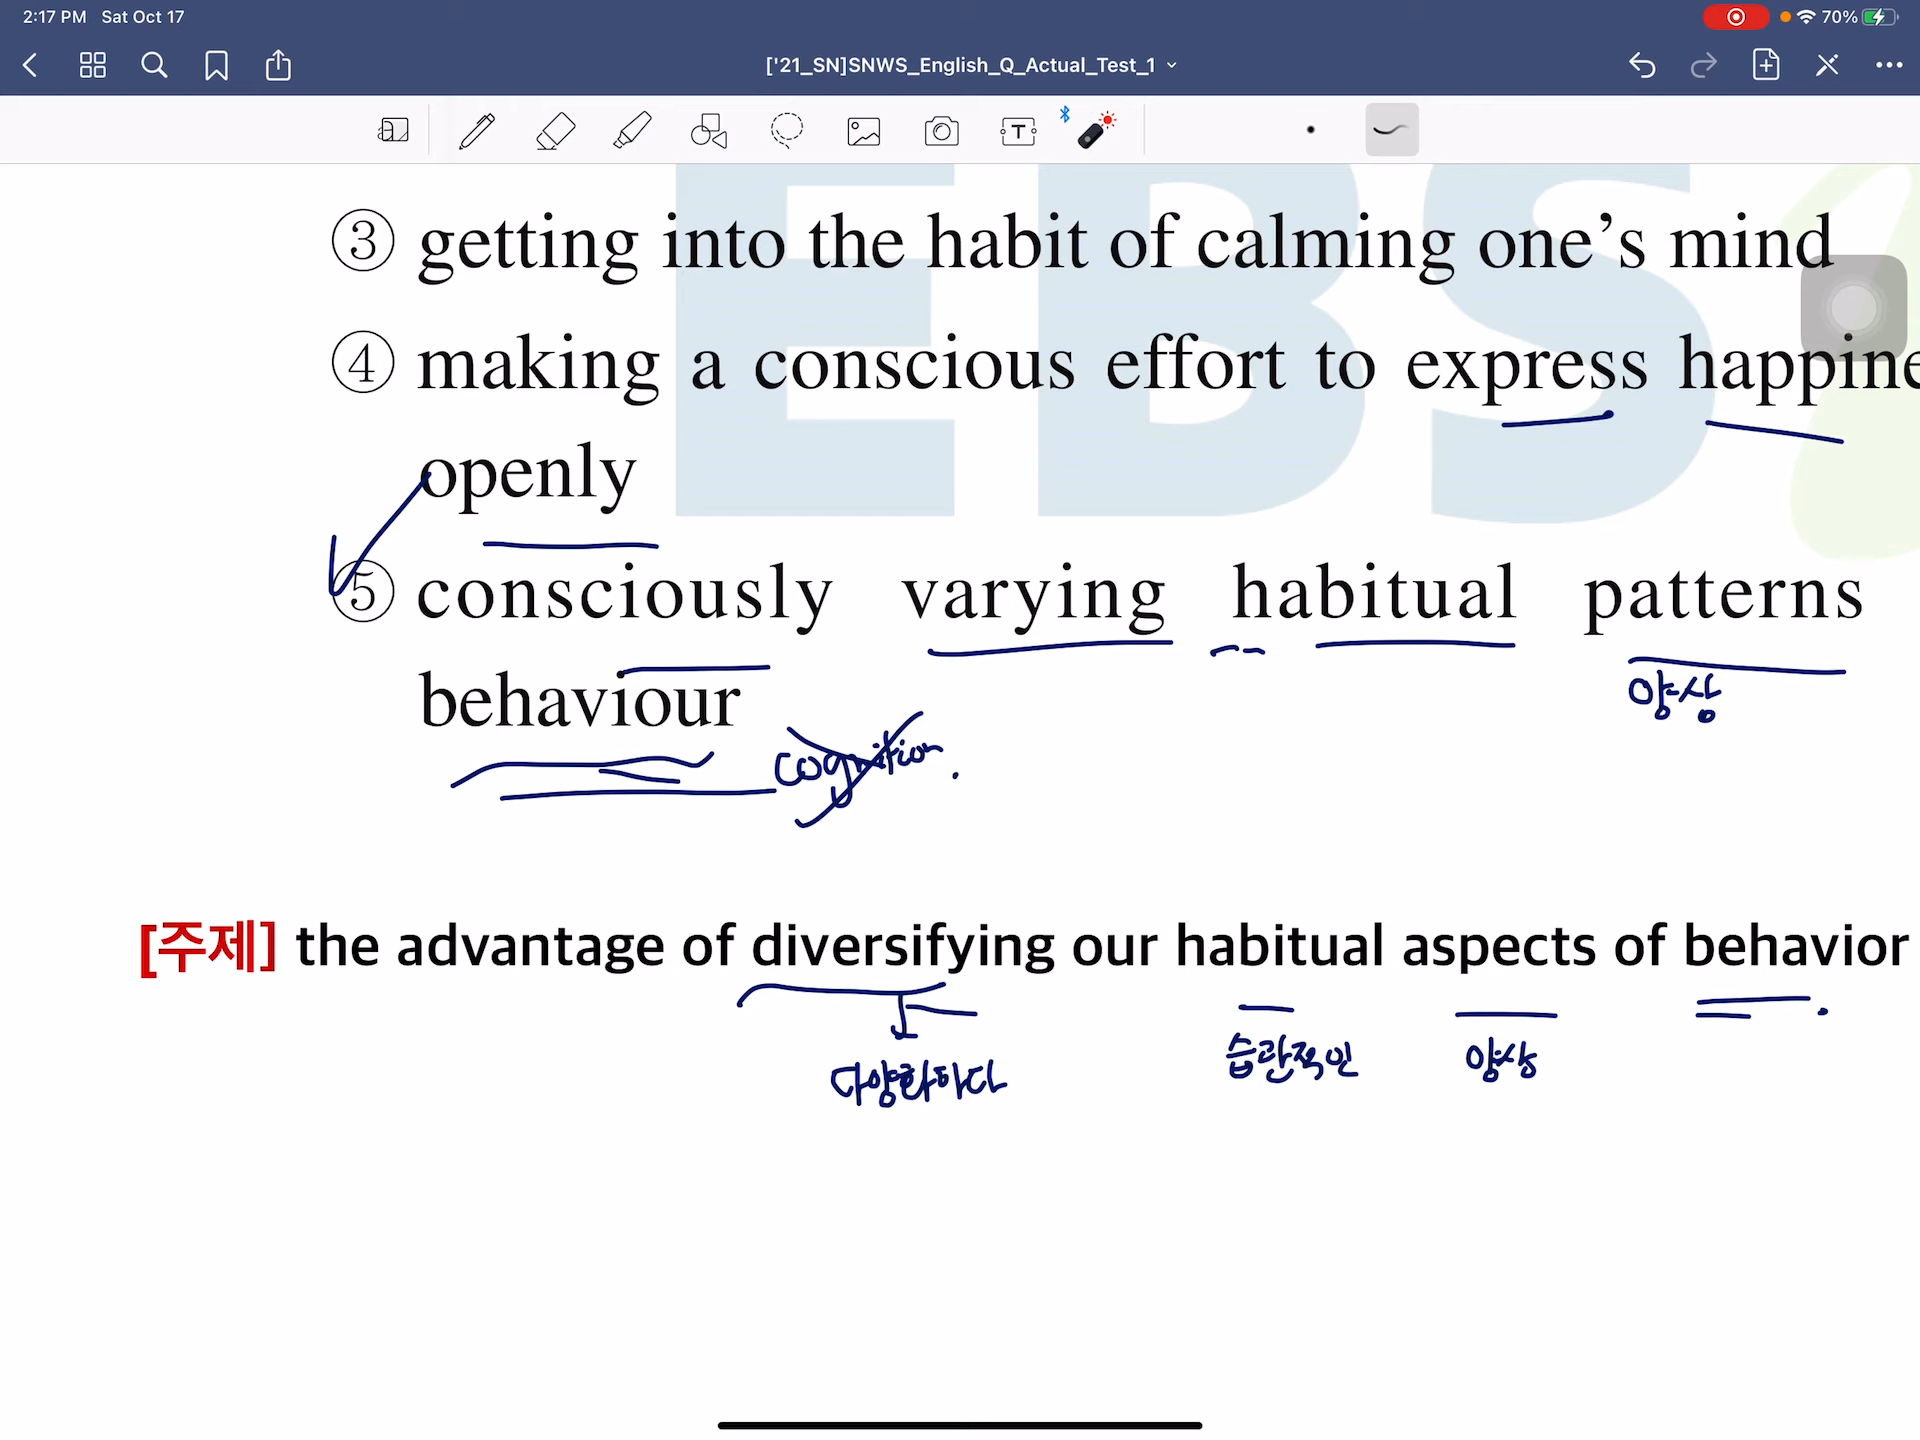 2:17 PM Sat Oct 17
70%
['21_SN]SNWS_English_Q_Actual_Test_1
T
EBS
③ getting into the habit of calming one's mind
④ making a conscious effort to express happine
openly
⑤ consciously varying habitual patterns
양상
behaviour
cognition.
[주제] the advantage of diversifying our habitual aspects of behavior
다양화하다 습관적인 양상